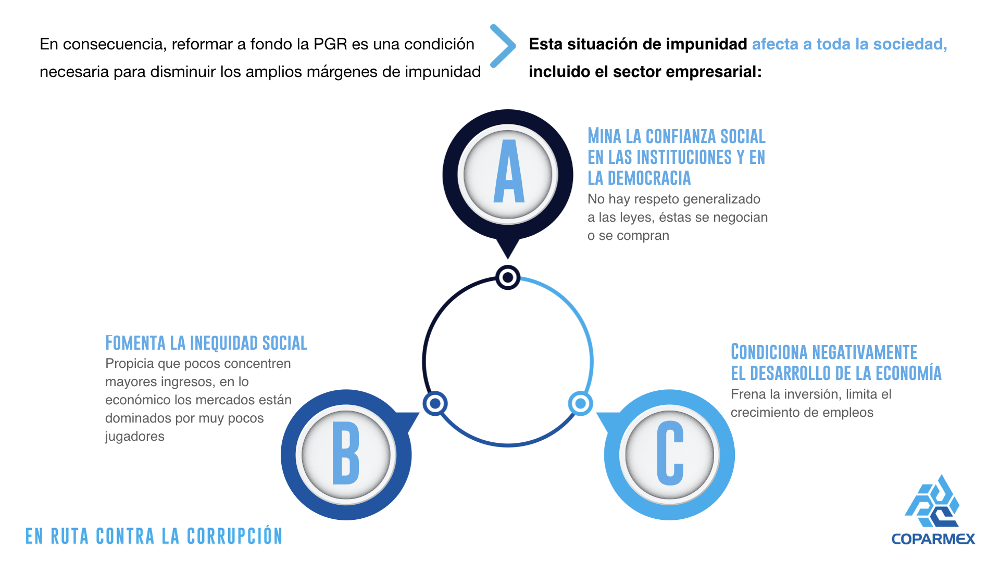 En consecuencia, reformar a fondo la PGR es una condición
necesaria para disminuir los amplios márgenes de impunidad
Esta situación de impunidad afecta a toda la sociedad,
incluido el sector empresarial:
A
MINA LA CONFIANZA SOCIAL
EN LAS INSTITUCIONES Y EN
LA DEMOCRACIA
No hay respeto generalizado
a las leyes, éstas se negocian
o se compran
FOMENTA LA INEQUIDAD SOCIAL
Propicia que pocos concentren
mayores ingresos, en lo
económico los mercados están
dominados por muy pocos
jugadores
B
CONDICIONA NEGATIVAMENTE
EL DESARROLLO DE LA ECONOMÍA
Frena la inversión, limita el
crecimiento de empleos
C
EN RUTA CONTRA LA CORRUPCIÓN
COPARMEX